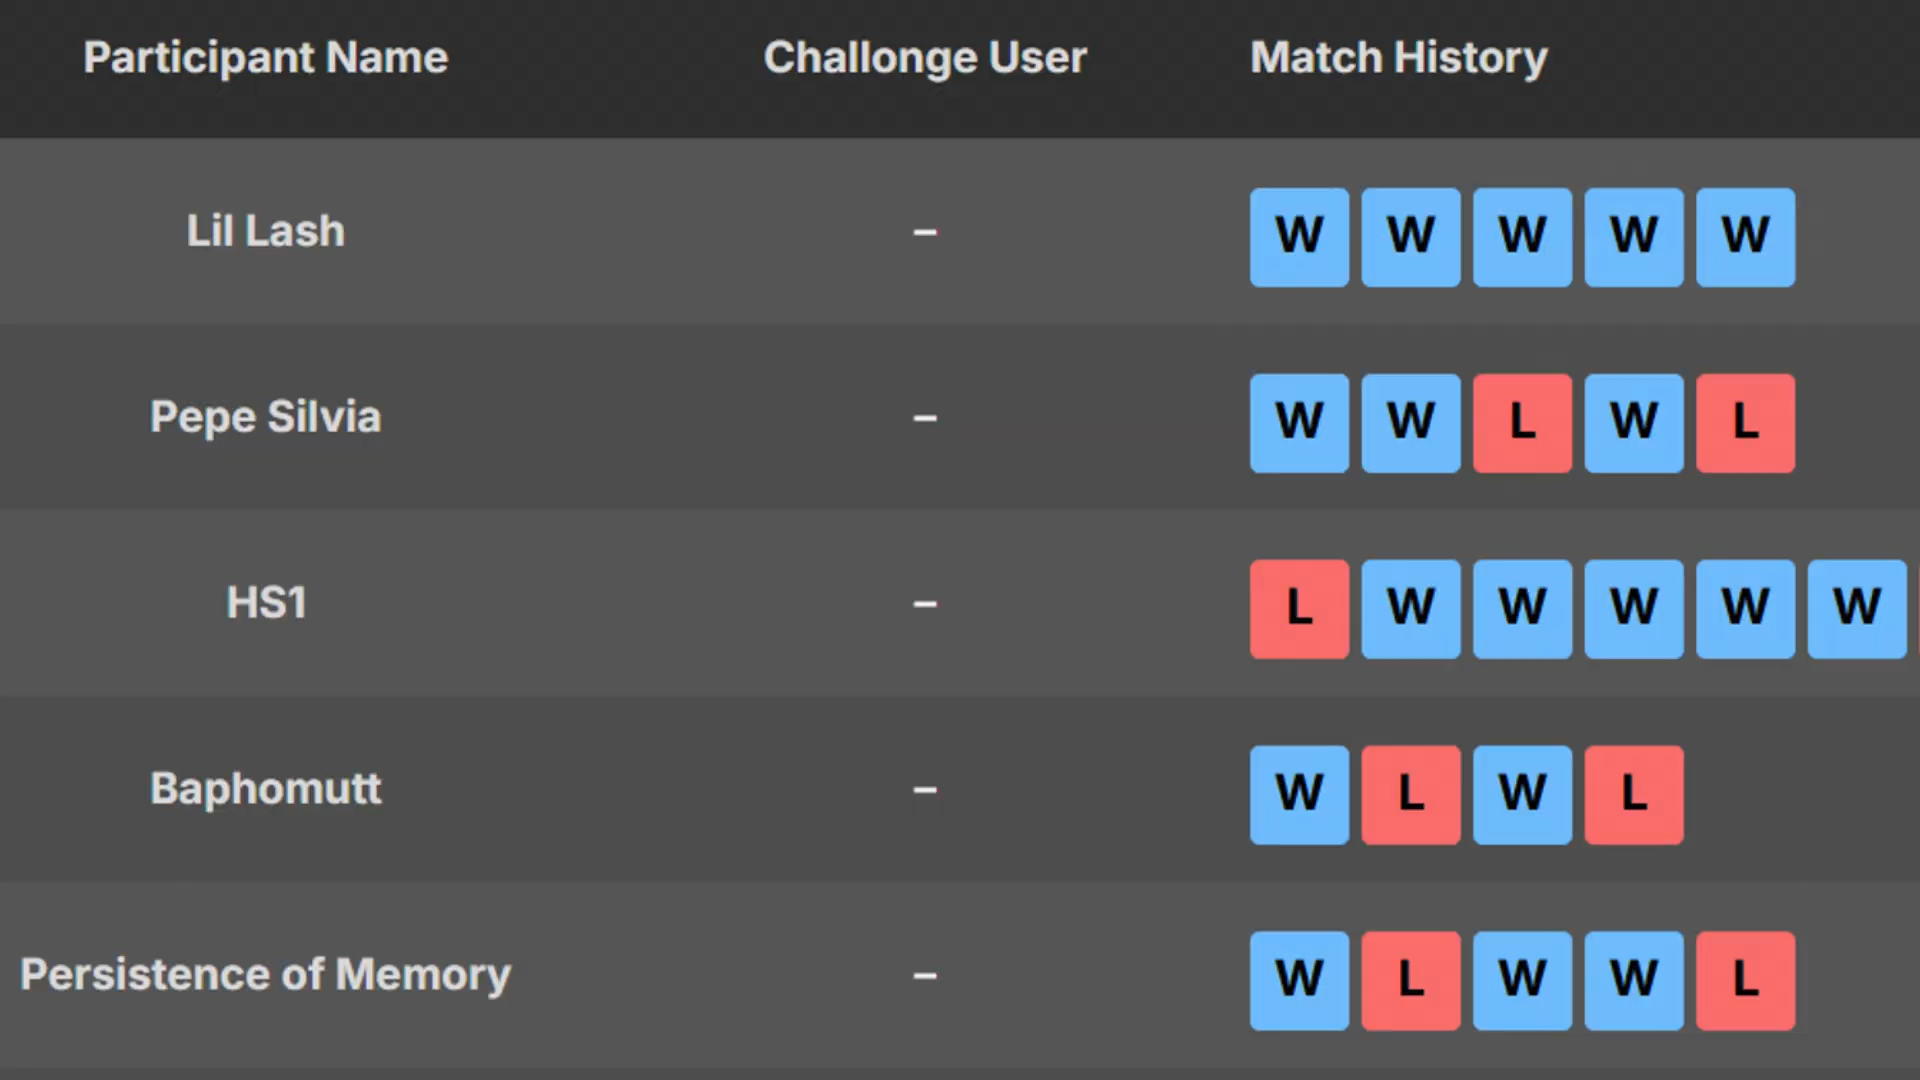 Participant Name Challonge User Match History
Lil Lash – W W W W W
Pepe Silvia – W W L W L
HS1 – L W W W W W
Baphomutt – W L W L
Persistence of Memory – W L W W L